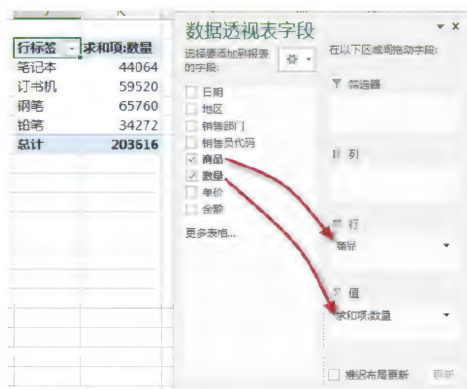 行标签 求和项:数量
笔记本 44064
订书机 59520
钢笔 65760
铅笔 34272
总计 203616
数据透视表字段
选择要添加到报表
的字段:
日期
地区
销售部门
销售员代码
商品
数量
单价
金额
更多表格...
在以下区域间拖动字段:
筛选器
列
行
商品
值
求和项:数量
推迟布局更新 更新